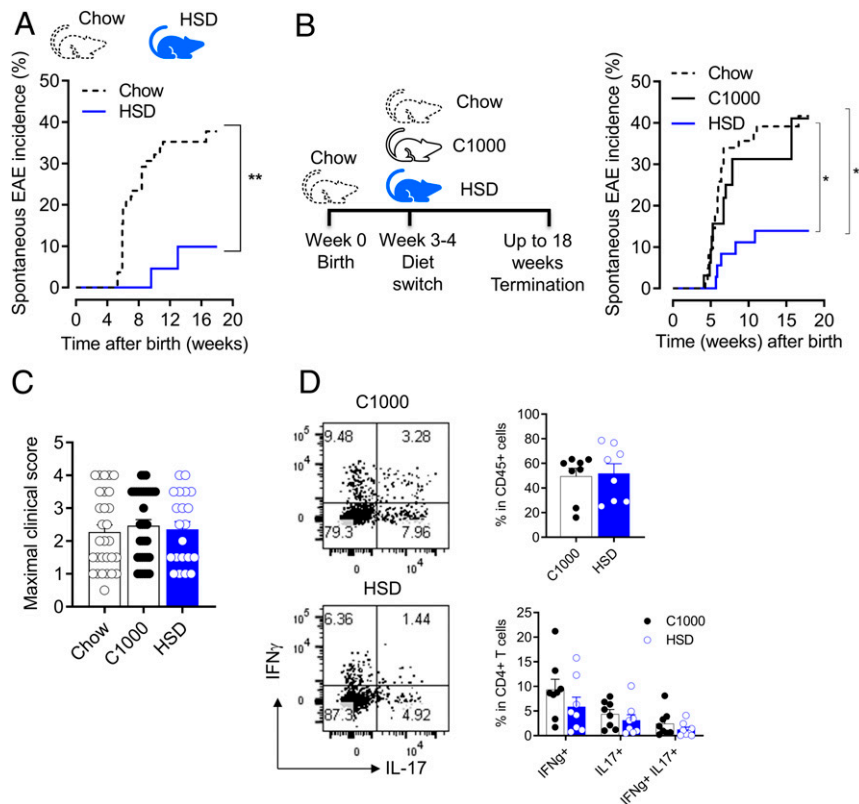 A
Chow
HSD
Spontaneous EAE incidence (%)
50
40
30
20
10
0
Chow
HSD
**
0 4 8 12 16 20
Time after birth (weeks)
B
Chow
Chow
C1000
HSD
Week 0
Birth
Week 3-4
Diet
switch
Up to 18
weeks
Termination
Spontaneous EAE incidence (%)
50
40
30
20
10
0
Chow
C1000
HSD
*
*
0 5 10 15 20
Time (weeks) after birth
C
Maximal clinical score
5
4
3
2
1
0
Chow
C1000
HSD
D
C1000
10⁵
10⁴
0
9.48 3.28
79.3 7.96
0 10⁴
HSD
10⁵
10⁴
0
6.36 1.44
87.3 4.92
0 10⁴
IFNγ
IL-17
% in CD45+ cells
100
80
60
40
20
0
C1000
HSD
% in CD4+ T cells
25
20
15
10
5
0
C1000
HSD
IFNg+
IL17+
IFNg+ IL17+